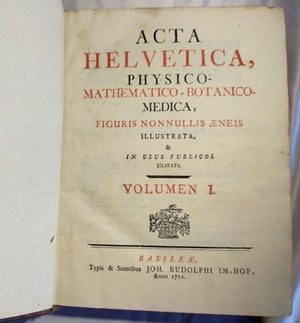 ACTA
HELVETICA,
PHYSICO-
MATHEMATICO-BOTANICO-
MEDICA,
FIGURIS NONNULLIS ÆNEIS
ILLUSTRATA,
&
IN USUS PUBLICOS
EXARATA.
VOLUMEN I.
BASILEÆ,
Typis & Sumtibus JOH. RUDOLPHI IM-HOF,
Anno 1751.